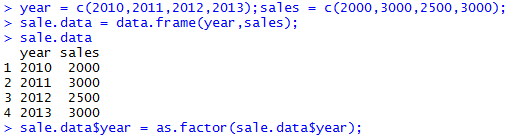 > year = c(2010,2011,2012,2013);sales = c(2000,3000,2500,3000);
> sale.data = data.frame(year,sales);
> sale.data
  year sales
1 2010  2000
2 2011  3000
3 2012  2500
4 2013  3000
> sale.data$year = as.factor(sale.data$year);